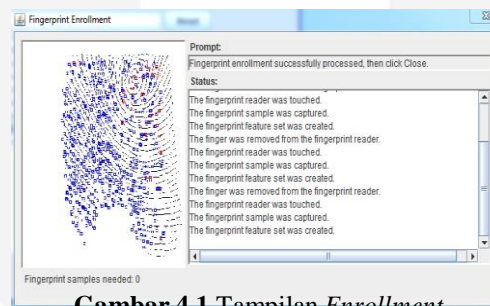 Fingerprint Enrollment
Prompt:
Fingerprint enrollment successfully processed, then click Close.
Status:
The fingerprint reader was touched.
The fingerprint sample was captured.
The fingerprint feature set was created.
The finger was removed from the fingerprint reader.
The fingerprint reader was touched.
The fingerprint sample was captured.
The fingerprint feature set was created.
The finger was removed from the fingerprint reader.
The fingerprint reader was touched.
The fingerprint sample was captured.
The fingerprint feature set was created.
Fingerprint samples needed: 0
Gambar 4.1 Tampilan Enrollment